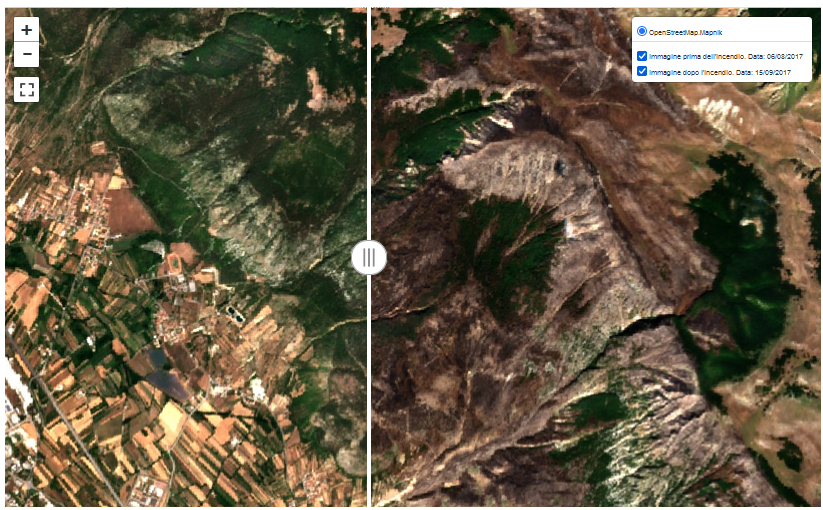 +
−
OpenStreetMap.Mapnik
Immagine prima dell'incendio. Data: 06/08/2017
Immagine dopo l'incendio. Data: 15/09/2017